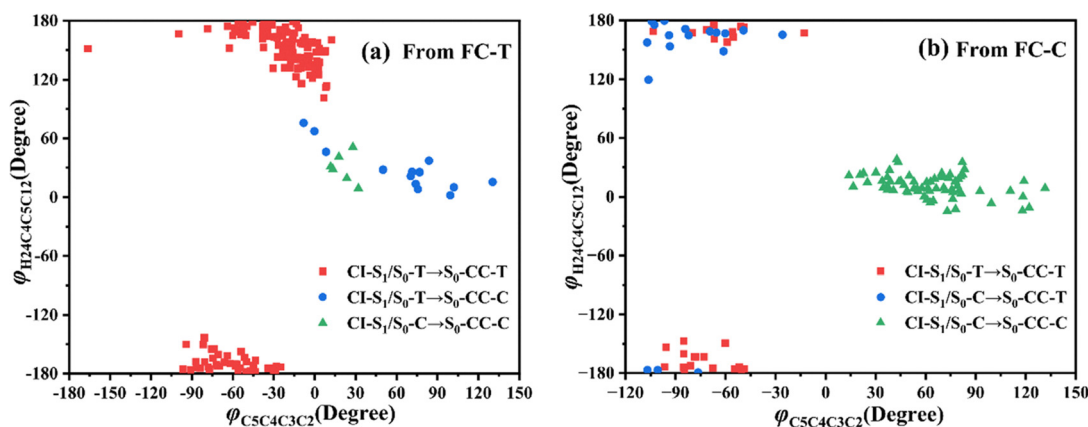 (a) From FC-T
φH24C4C5C12(Degree)
180
120
60
0
-60
-120
-180
CI-S1/S0-T→S0-CC-T
CI-S1/S0-T→S0-CC-C
CI-S1/S0-C→S0-CC-C
-180 -150 -120 -90 -60 -30 0 30 60 90 120 150
φC5C4C3C2(Degree)
(b) From FC-C
φH24C4C5C12(Degree)
180
120
60
0
−60
−120
−180
CI-S1/S0-T→S0-CC-T
CI-S1/S0-C→S0-CC-T
CI-S1/S0-C→S0-CC-C
−120 −90 −60 −30 0 30 60 90 120 150
φC5C4C3C2(Degree)